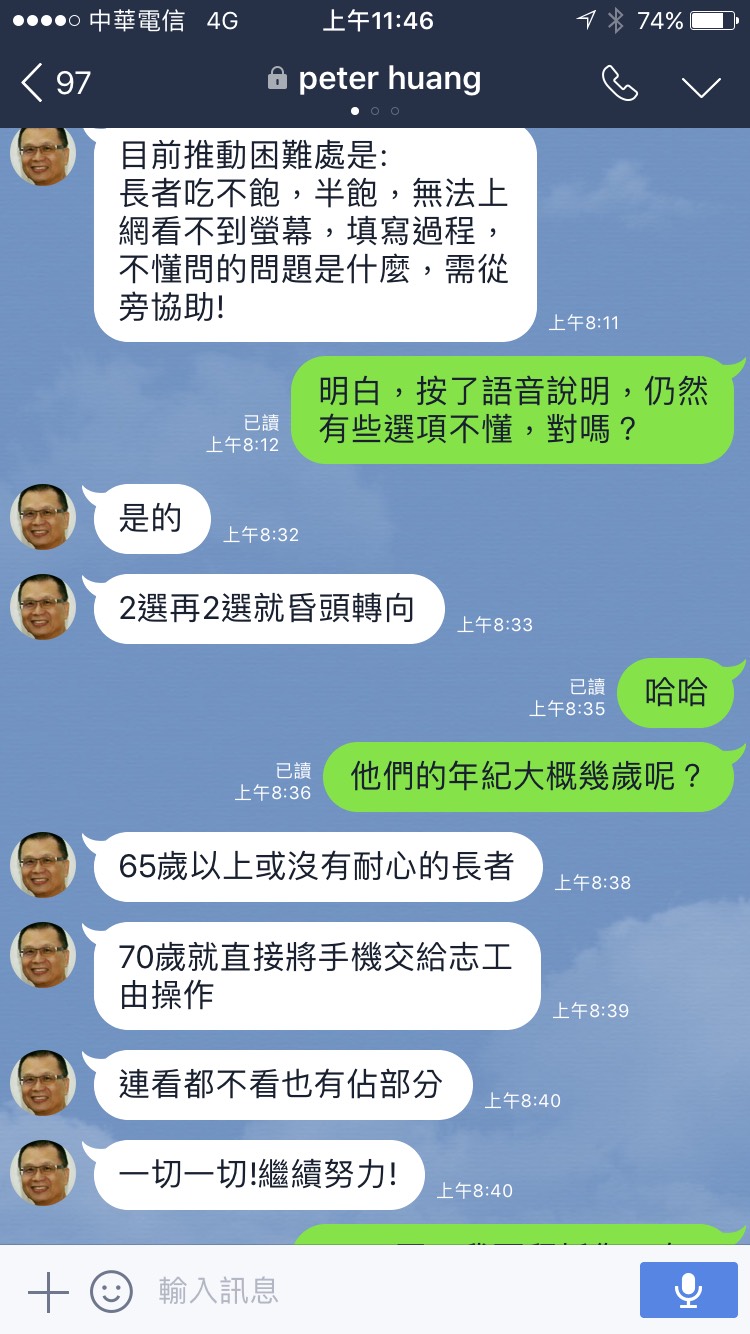 中華電信 4G 上午11:46 74%
97 peter huang
目前推動困難處是:
長者吃不飽，半飽，無法上
網看不到螢幕，填寫過程，
不懂問的問題是什麼，需從
旁協助!
上午8:11
明白，按了語音說明，仍然
有些選項不懂，對嗎？
已讀
上午8:12
是的
上午8:32
2選再2選就昏頭轉向
上午8:33
哈哈
已讀
上午8:35
他們的年紀大概幾歲呢？
已讀
上午8:36
65歲以上或沒有耐心的長者
上午8:38
70歲就直接將手機交給志工
由操作
上午8:39
連看都不看也有佔部分
上午8:40
一切一切!繼續努力!
上午8:40
輸入訊息